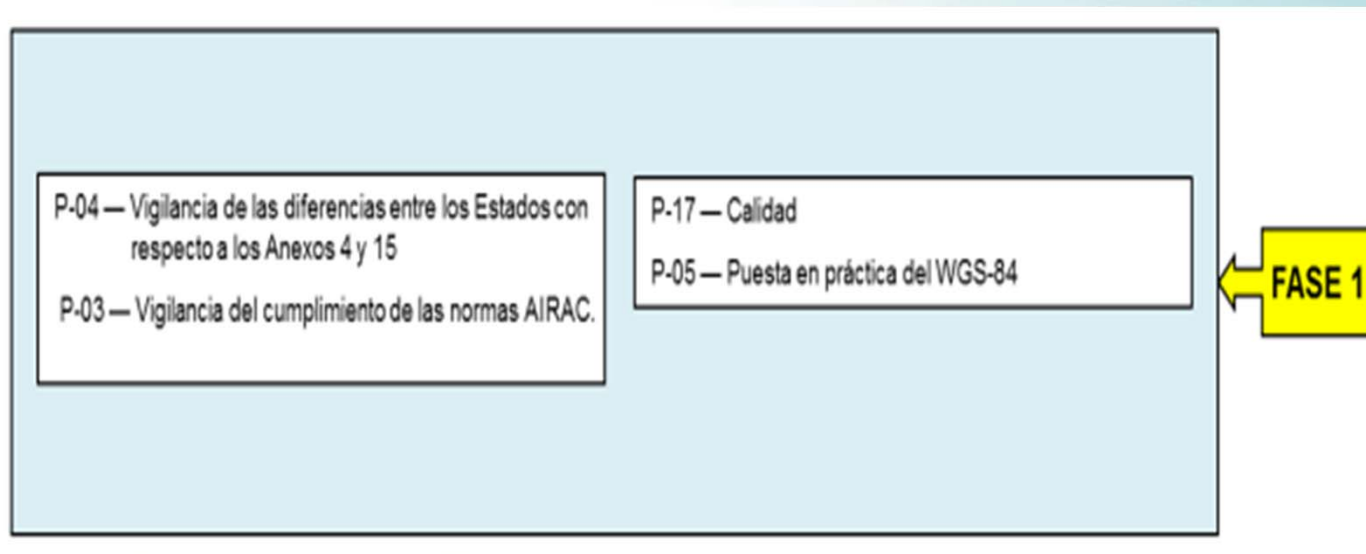 P-04 — Vigilancia de las diferencias entre los Estados con
respecto a los Anexos 4 y 15
P-03 — Vigilancia del cumplimiento de las normas AIRAC.
P-17 — Calidad
P-05 — Puesta en práctica del WGS-84
FASE 1